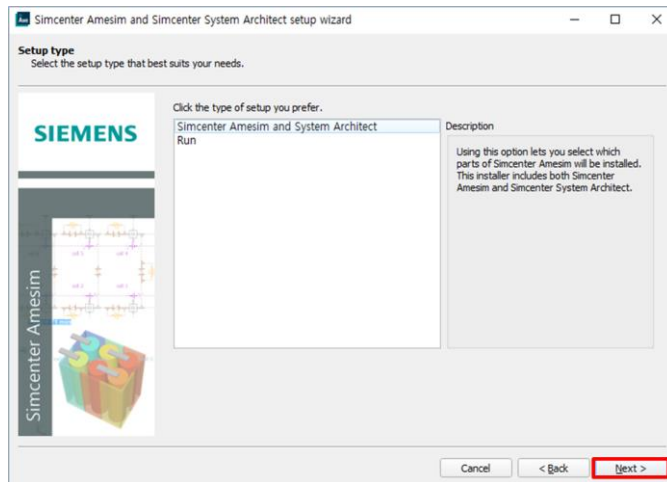 Simcenter Amesim and Simcenter System Architect setup wizard
Setup type
Select the setup type that best suits your needs.
SIEMENS
Simcenter Amesim
Click the type of setup you prefer.
Simcenter Amesim and System Architect
Run
Description
Using this option lets you select which
parts of Simcenter Amesim will be installed.
This installer includes both Simcenter
Amesim and Simcenter System Architect.
Cancel
< Back
Next >